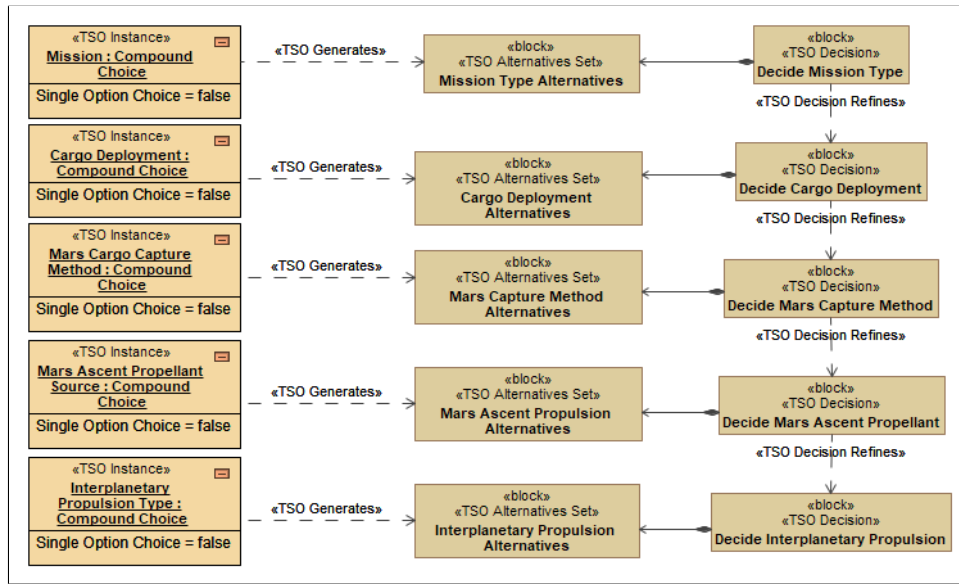 «TSO Instance»
Mission : Compound
Choice
Single Option Choice = false
«TSO Generates»
«block»
«TSO Alternatives Set»
Mission Type Alternatives
«block»
«TSO Decision»
Decide Mission Type
«TSO Decision Refines»
«TSO Instance»
Cargo Deployment :
Compound Choice
Single Option Choice = false
«TSO Generates»
«block»
«TSO Alternatives Set»
Cargo Deployment
Alternatives
«block»
«TSO Decision»
Decide Cargo Deployment
«TSO Decision Refines»
«TSO Instance»
Mars Cargo Capture
Method : Compound
Choice
Single Option Choice = false
«TSO Generates»
«block»
«TSO Alternatives Set»
Mars Capture Method
Alternatives
«block»
«TSO Decision»
Decide Mars Capture Method
«TSO Decision Refines»
«TSO Instance»
Mars Ascent Propellant
Source : Compound
Choice
Single Option Choice = false
«TSO Generates»
«block»
«TSO Alternatives Set»
Mars Ascent Propulsion
Alternatives
«block»
«TSO Decision»
Decide Mars Ascent Propellant
«TSO Decision Refines»
«TSO Instance»
Interplanetary
Propulsion Type :
Compound Choice
Single Option Choice = false
«TSO Generates»
«block»
«TSO Alternatives Set»
Interplanetary Propulsion
Alternatives
«block»
«TSO Decision»
Decide Interplanetary Propulsion